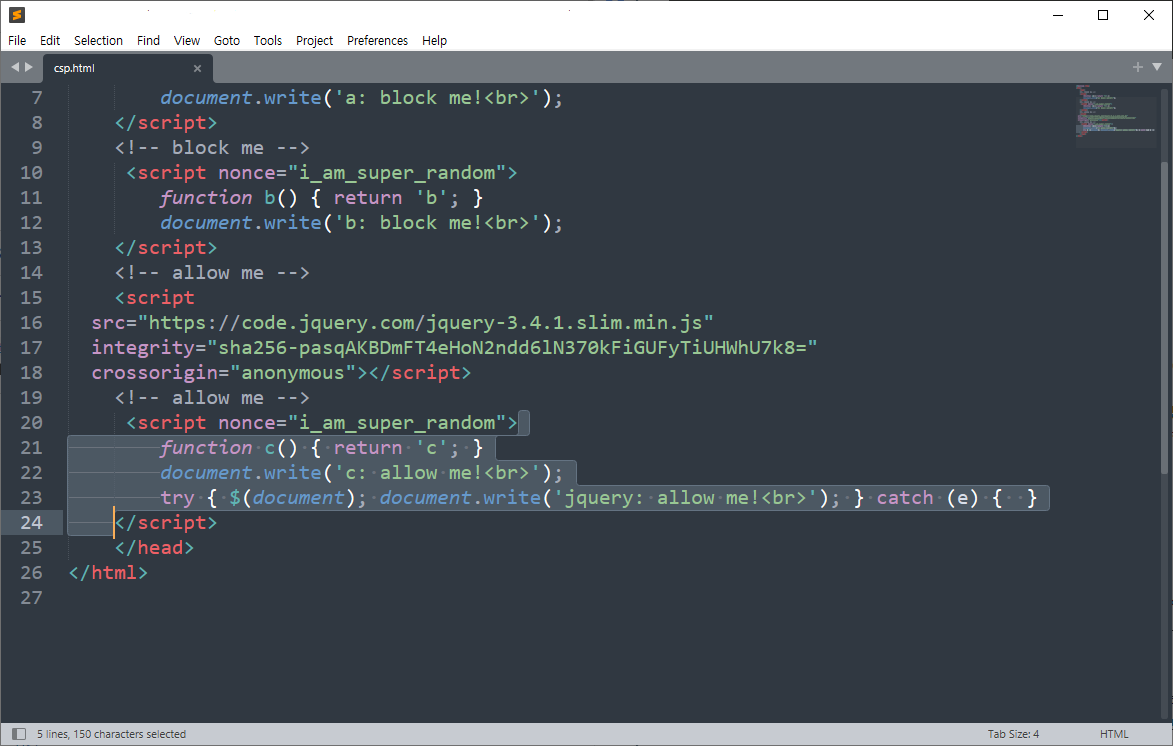 File Edit Selection Find View Goto Tools Project Preferences Help
csp.html
7 document.write('a: block me!<br>');
8 </script>
9 <!-- block me -->
10 <script nonce="i_am_super_random">
11 function b() { return 'b'; }
12 document.write('b: block me!<br>');
13 </script>
14 <!-- allow me -->
15 <script
16 src="https://code.jquery.com/jquery-3.4.1.slim.min.js"
17 integrity="sha256-pasqAKBDmFT4eHoN2ndd6lN370kFiGUFyTiUHWhU7k8="
18 crossorigin="anonymous"></script>
19 <!-- allow me -->
20 <script nonce="i_am_super_random">
21 function c() { return 'c'; }
22 document.write('c: allow me!<br>');
23 try { $(document); document.write('jquery: allow me!<br>'); } catch (e) {  }
24 </script>
25 </head>
26 </html>
27
5 lines, 150 characters selected Tab Size: 4 HTML